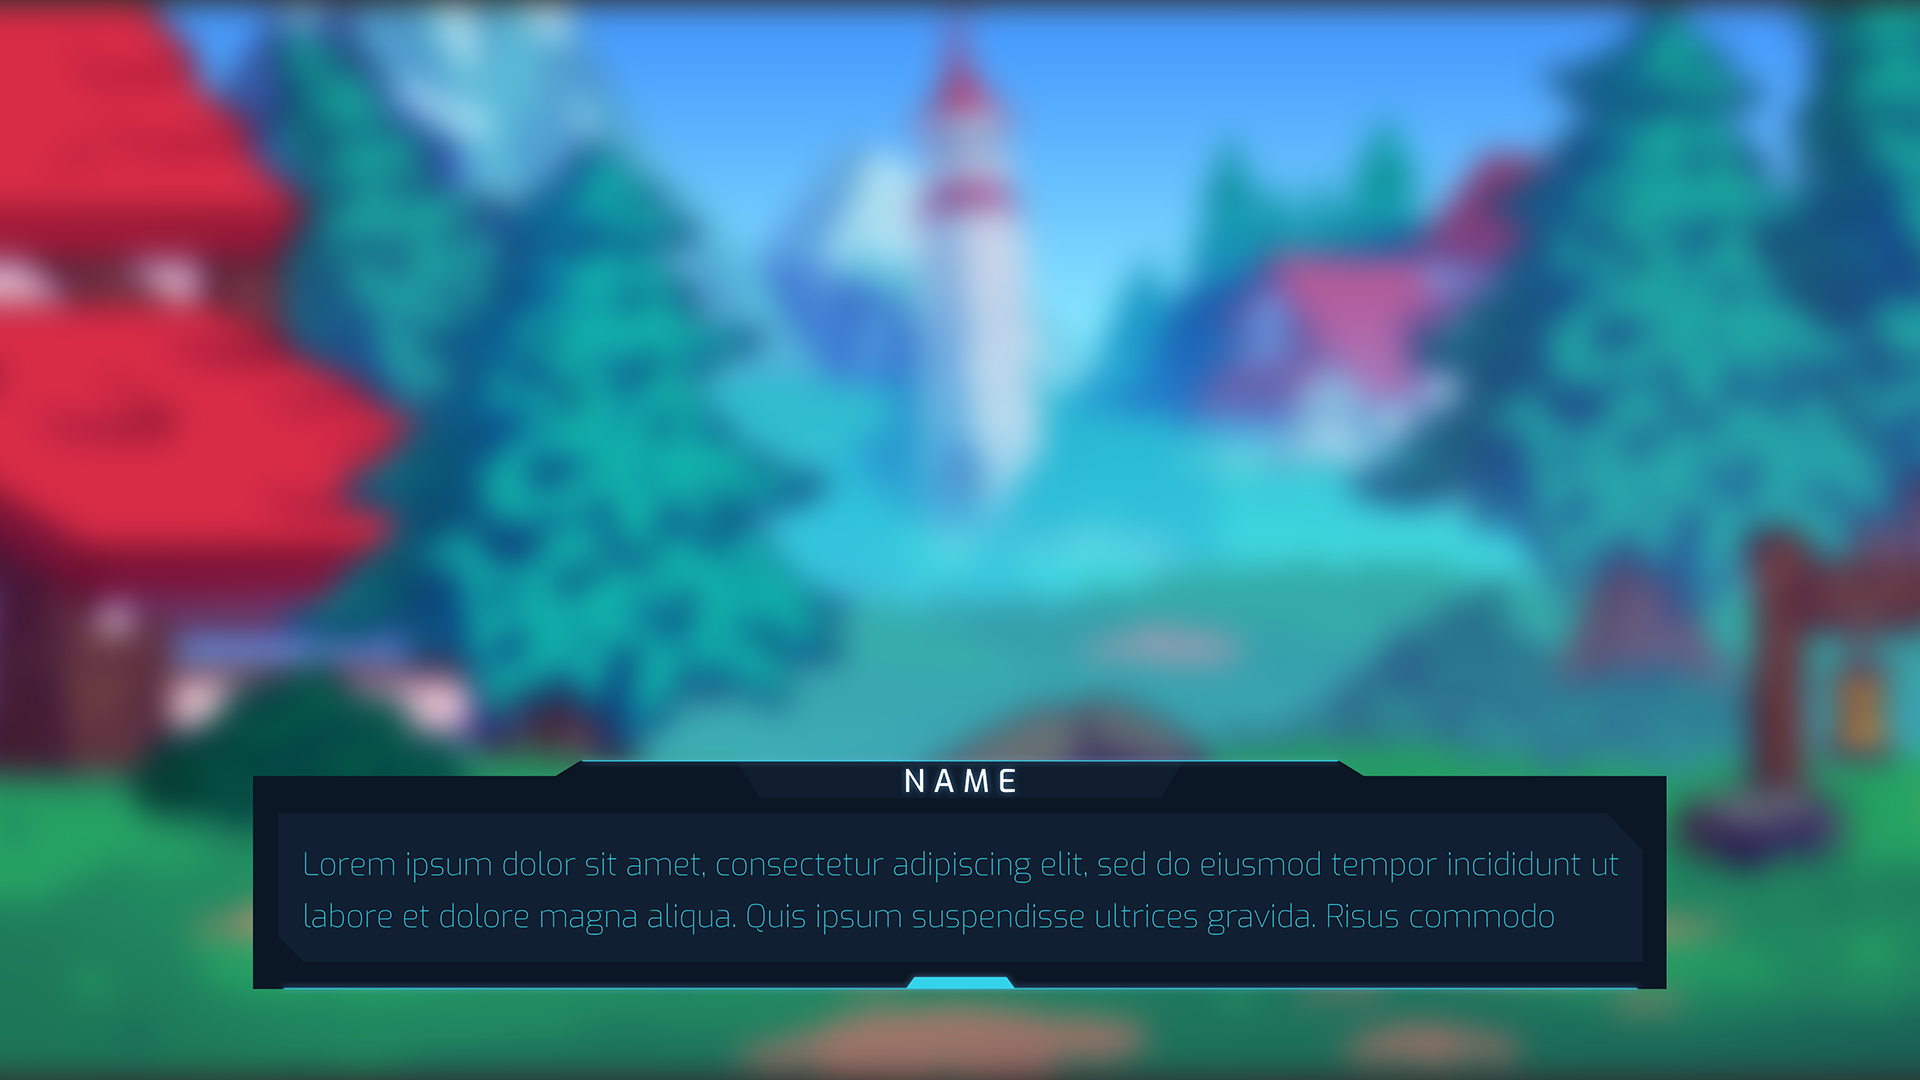 NAME
Lorem ipsum dolor sit amet, consectetur adipiscing elit, sed do eiusmod tempor incididunt ut
labore et dolore magna aliqua. Quis ipsum suspendisse ultrices gravida. Risus commodo